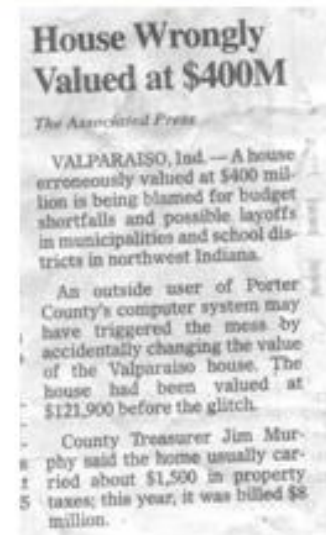 House Wrongly
Valued at $400M
The Associated Press
VALPARAISO, Ind. — A house
erroneously valued at $400 mil-
lion is being blamed for budget
shortfalls and possible layoffs
in municipalities and school dis-
tricts in northwest Indiana.
An outside user of Porter
County's computer system may
have triggered the mess by
accidentally changing the value
of the Valparaiso house. The
house had been valued at
$121,900 before the glitch.
County Treasurer Jim Mur-
phy said the home usually car-
ried about $1,500 in property
taxes; this year, it was billed $8
million.